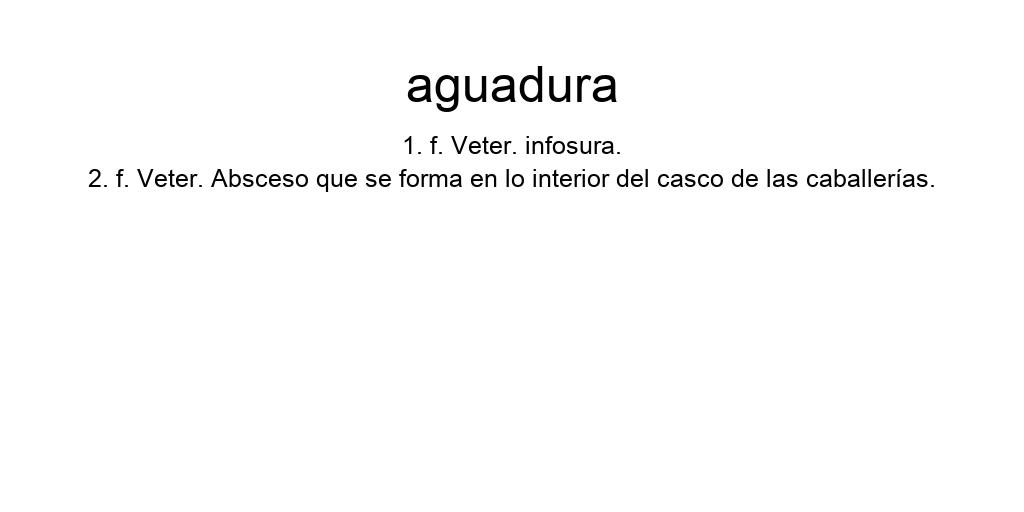 aguadura
1. f. Veter. infosura.
2. f. Veter. Absceso que se forma en lo interior del casco de las caballerías.